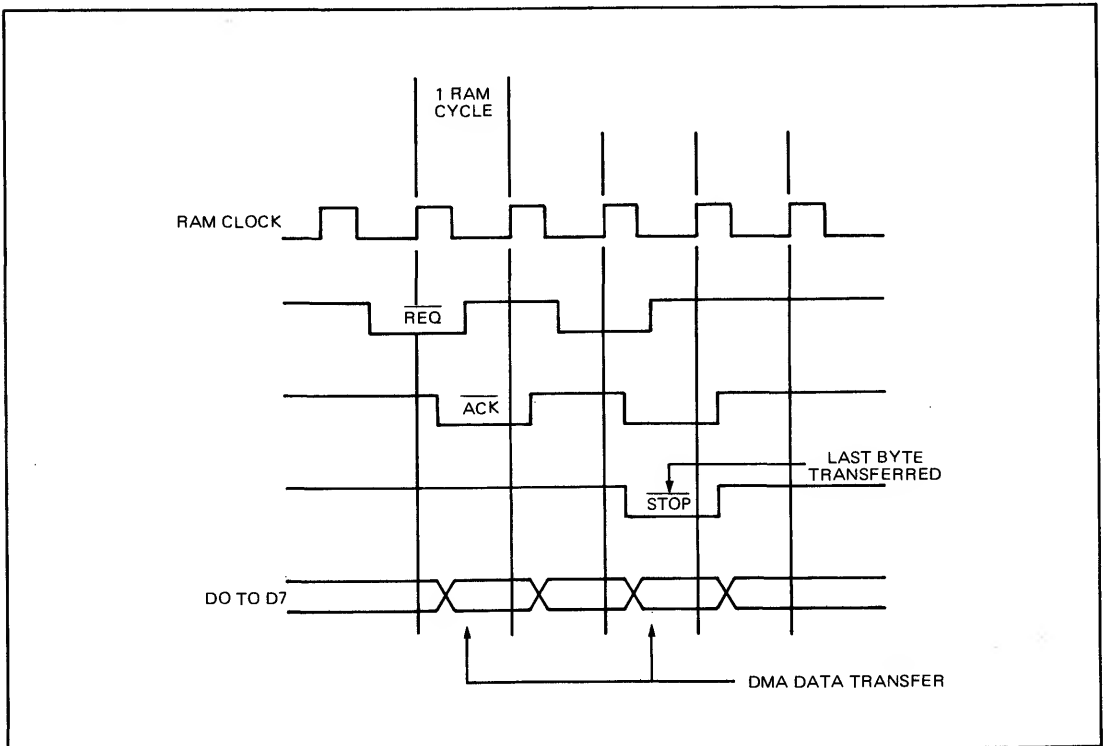 1 RAM
CYCLE
RAM CLOCK
REQ
ACK
LAST BYTE
TRANSFERRED
STOP
DO TO D7
DMA DATA TRANSFER